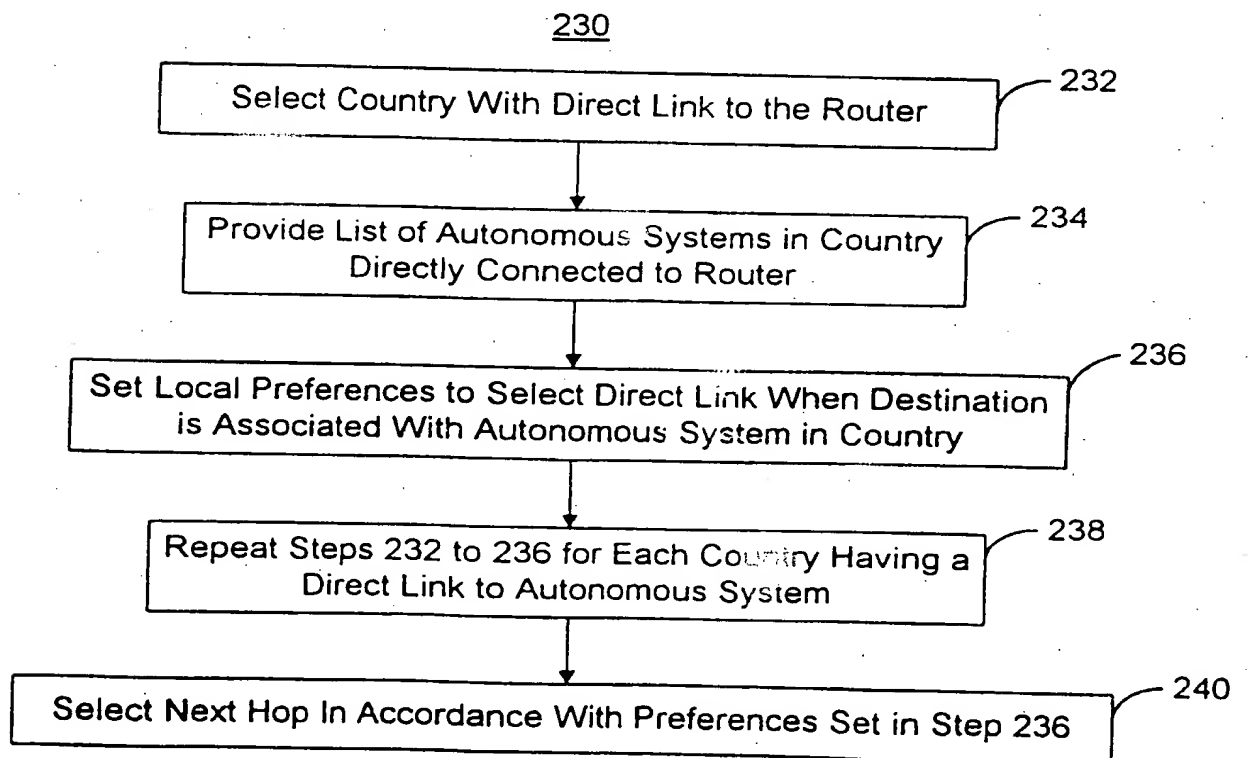 230
Select Country With Direct Link to the Router
232
Provide List of Autonomous Systems in Country
Directly Connected to Router
234
Set Local Preferences to Select Direct Link When Destination
is Associated With Autonomous System in Country
236
Repeat Steps 232 to 236 for Each Country Having a
Direct Link to Autonomous System
238
Select Next Hop In Accordance With Preferences Set in Step 236
240